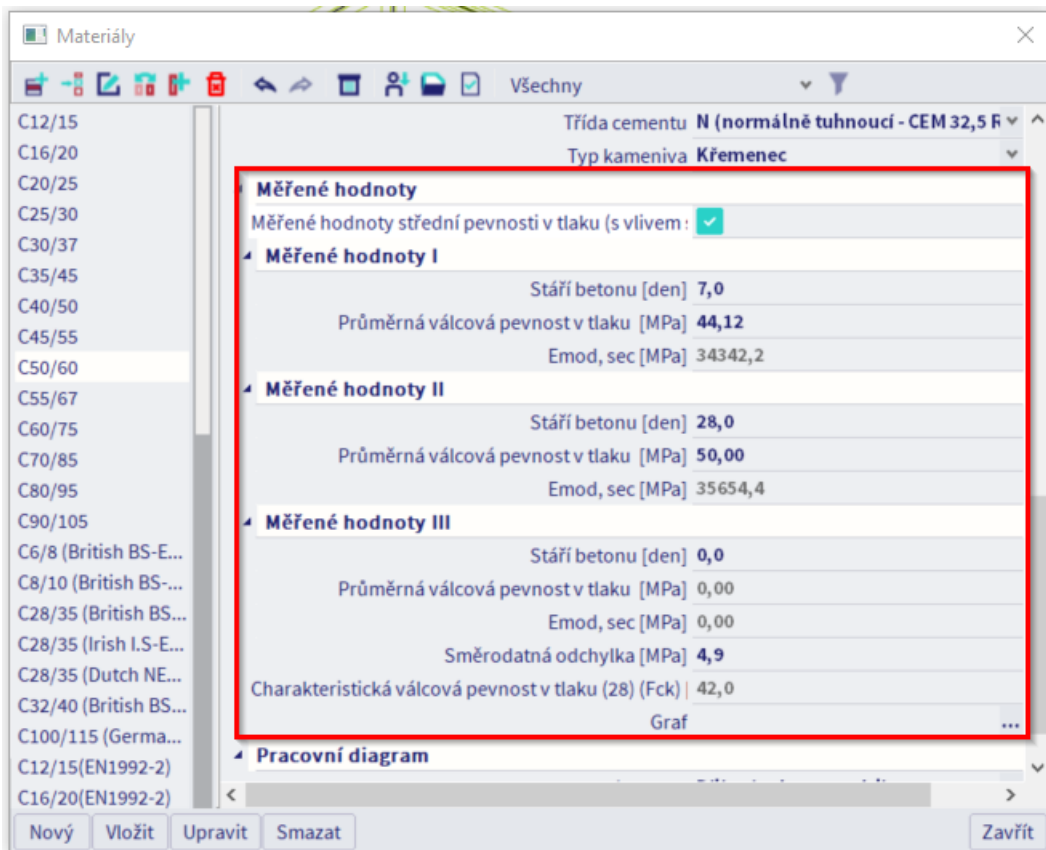 Materiály
Všechny
C12/15
C16/20
C20/25
C25/30
C30/37
C35/45
C40/50
C45/55
C50/60
C55/67
C60/75
C70/85
C80/95
C90/105
C6/8 (British BS-E...
C8/10 (British BS-...
C28/35 (British BS...
C28/35 (Irish I.S-E...
C28/35 (Dutch NE...
C32/40 (British BS...
C100/115 (Germa...
C12/15(EN1992-2)
C16/20(EN1992-2)
Třída cementu N (normálně tuhnoucí - CEM 32,5 R
Typ kameniva Křemenec
Měřené hodnoty
Měřené hodnoty střední pevnosti v tlaku (s vlivem
Měřené hodnoty I
Stáří betonu [den] 7,0
Průměrná válcová pevnost v tlaku [MPa] 44,12
Emod, sec [MPa] 34342,2
Měřené hodnoty II
Stáří betonu [den] 28,0
Průměrná válcová pevnost v tlaku [MPa] 50,00
Emod, sec [MPa] 35654,4
Měřené hodnoty III
Stáří betonu [den] 0,0
Průměrná válcová pevnost v tlaku [MPa] 0,00
Emod, sec [MPa] 0,00
Směrodatná odchylka [MPa] 4,9
Charakteristická válcová pevnost v tlaku (28) (Fck) 42,0
Graf ...
Pracovní diagram
Nový Vložit Upravit Smazat Zavřít